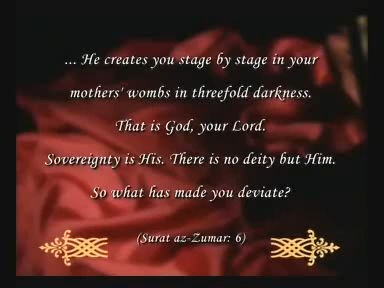 ... He creates you stage by stage in your
mothers' wombs in threefold darkness.
That is God, your Lord.
Sovereignty is His. There is no deity but Him.
So what has made you deviate?
(Surat az-Zumar: 6)